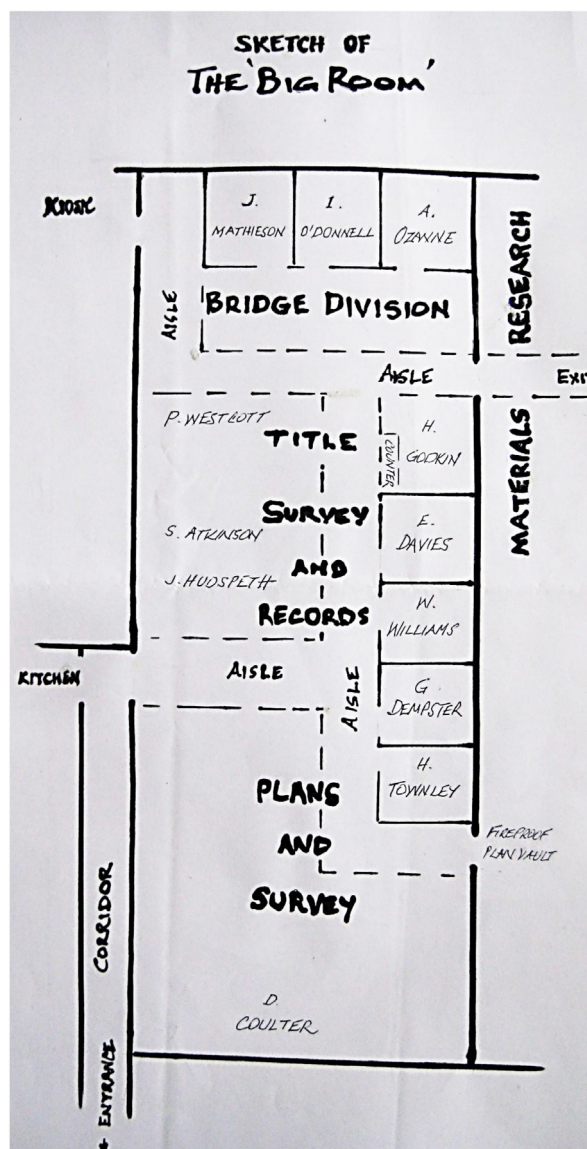 SKETCH OF
THE 'BIG ROOM'
KIOSK
J.
MATHIESON
I.
O'DONNELL
A.
OZANNE
RESEARCH
MATERIALS
AISLE
BRIDGE DIVISION
AISLE
EXIT
P. WESTCOTT
TITLE
SURVEY
AND
RECORDS
COUNTER
H.
GODKIN
S. ATKINSON
E.
DAVIES
J. HUDSPETH
W.
WILLIAMS
KITCHEN
AISLE
AISLE
G
DEMPSTER
H.
TOWNLEY
PLANS
AND
SURVEY
FIREPROOF
PLAN VAULT
CORRIDOR
ENTRANCE
D.
COULTER